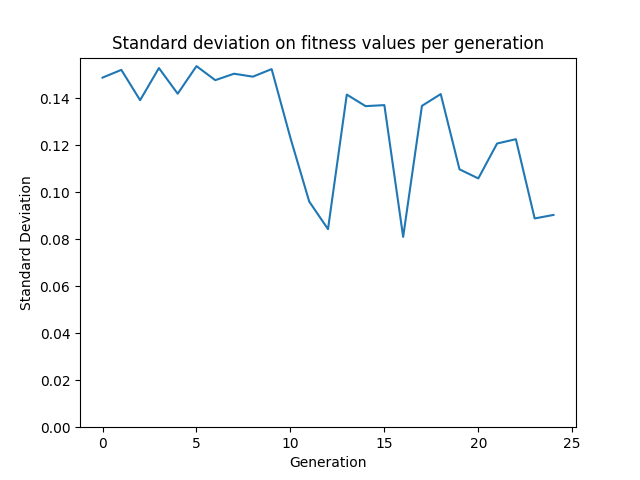 Standard deviation on fitness values per generation
Standard Deviation
0.14
0.12
0.10
0.08
0.06
0.04
0.02
0.00
0 5 10 15 20 25
Generation